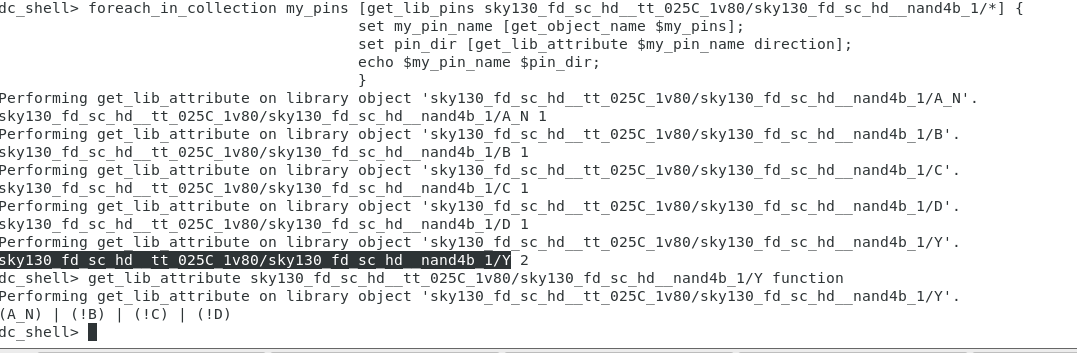 dc_shell> foreach_in_collection my_pins [get_lib_pins sky130_fd_sc_hd__tt_025C_1v80/sky130_fd_sc_hd__nand4b_1/*] {
set my_pin_name [get_object_name $my_pins];
set pin_dir [get_lib_attribute $my_pin_name direction];
echo $my_pin_name $pin_dir;
}
Performing get_lib_attribute on library object 'sky130_fd_sc_hd__tt_025C_1v80/sky130_fd_sc_hd__nand4b_1/A_N'.
sky130_fd_sc_hd__tt_025C_1v80/sky130_fd_sc_hd__nand4b_1/A_N 1
Performing get_lib_attribute on library object 'sky130_fd_sc_hd__tt_025C_1v80/sky130_fd_sc_hd__nand4b_1/B'.
sky130_fd_sc_hd__tt_025C_1v80/sky130_fd_sc_hd__nand4b_1/B 1
Performing get_lib_attribute on library object 'sky130_fd_sc_hd__tt_025C_1v80/sky130_fd_sc_hd__nand4b_1/C'.
sky130_fd_sc_hd__tt_025C_1v80/sky130_fd_sc_hd__nand4b_1/C 1
Performing get_lib_attribute on library object 'sky130_fd_sc_hd__tt_025C_1v80/sky130_fd_sc_hd__nand4b_1/D'.
sky130_fd_sc_hd__tt_025C_1v80/sky130_fd_sc_hd__nand4b_1/D 1
Performing get_lib_attribute on library object 'sky130_fd_sc_hd__tt_025C_1v80/sky130_fd_sc_hd__nand4b_1/Y'.
sky130_fd_sc_hd__tt_025C_1v80/sky130_fd_sc_hd__nand4b_1/Y 2
dc_shell> get_lib_attribute sky130_fd_sc_hd__tt_025C_1v80/sky130_fd_sc_hd__nand4b_1/Y function
Performing get_lib_attribute on library object 'sky130_fd_sc_hd__tt_025C_1v80/sky130_fd_sc_hd__nand4b_1/Y'.
(A_N) | (!B) | (!C) | (!D)
dc_shell>